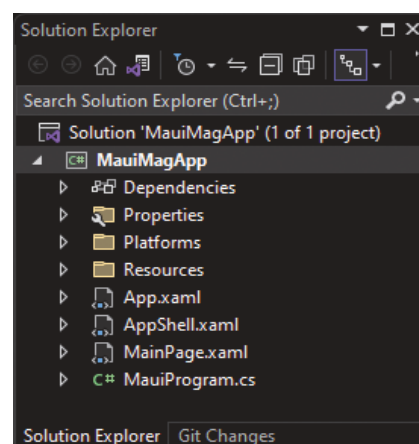 Solution Explorer
Search Solution Explorer (Ctrl+;)
Solution 'MauiMagApp' (1 of 1 project)
C# MauiMagApp
Dependencies
Properties
Platforms
Resources
App.xaml
AppShell.xaml
MainPage.xaml
C# MauiProgram.cs
Solution Explorer Git Changes